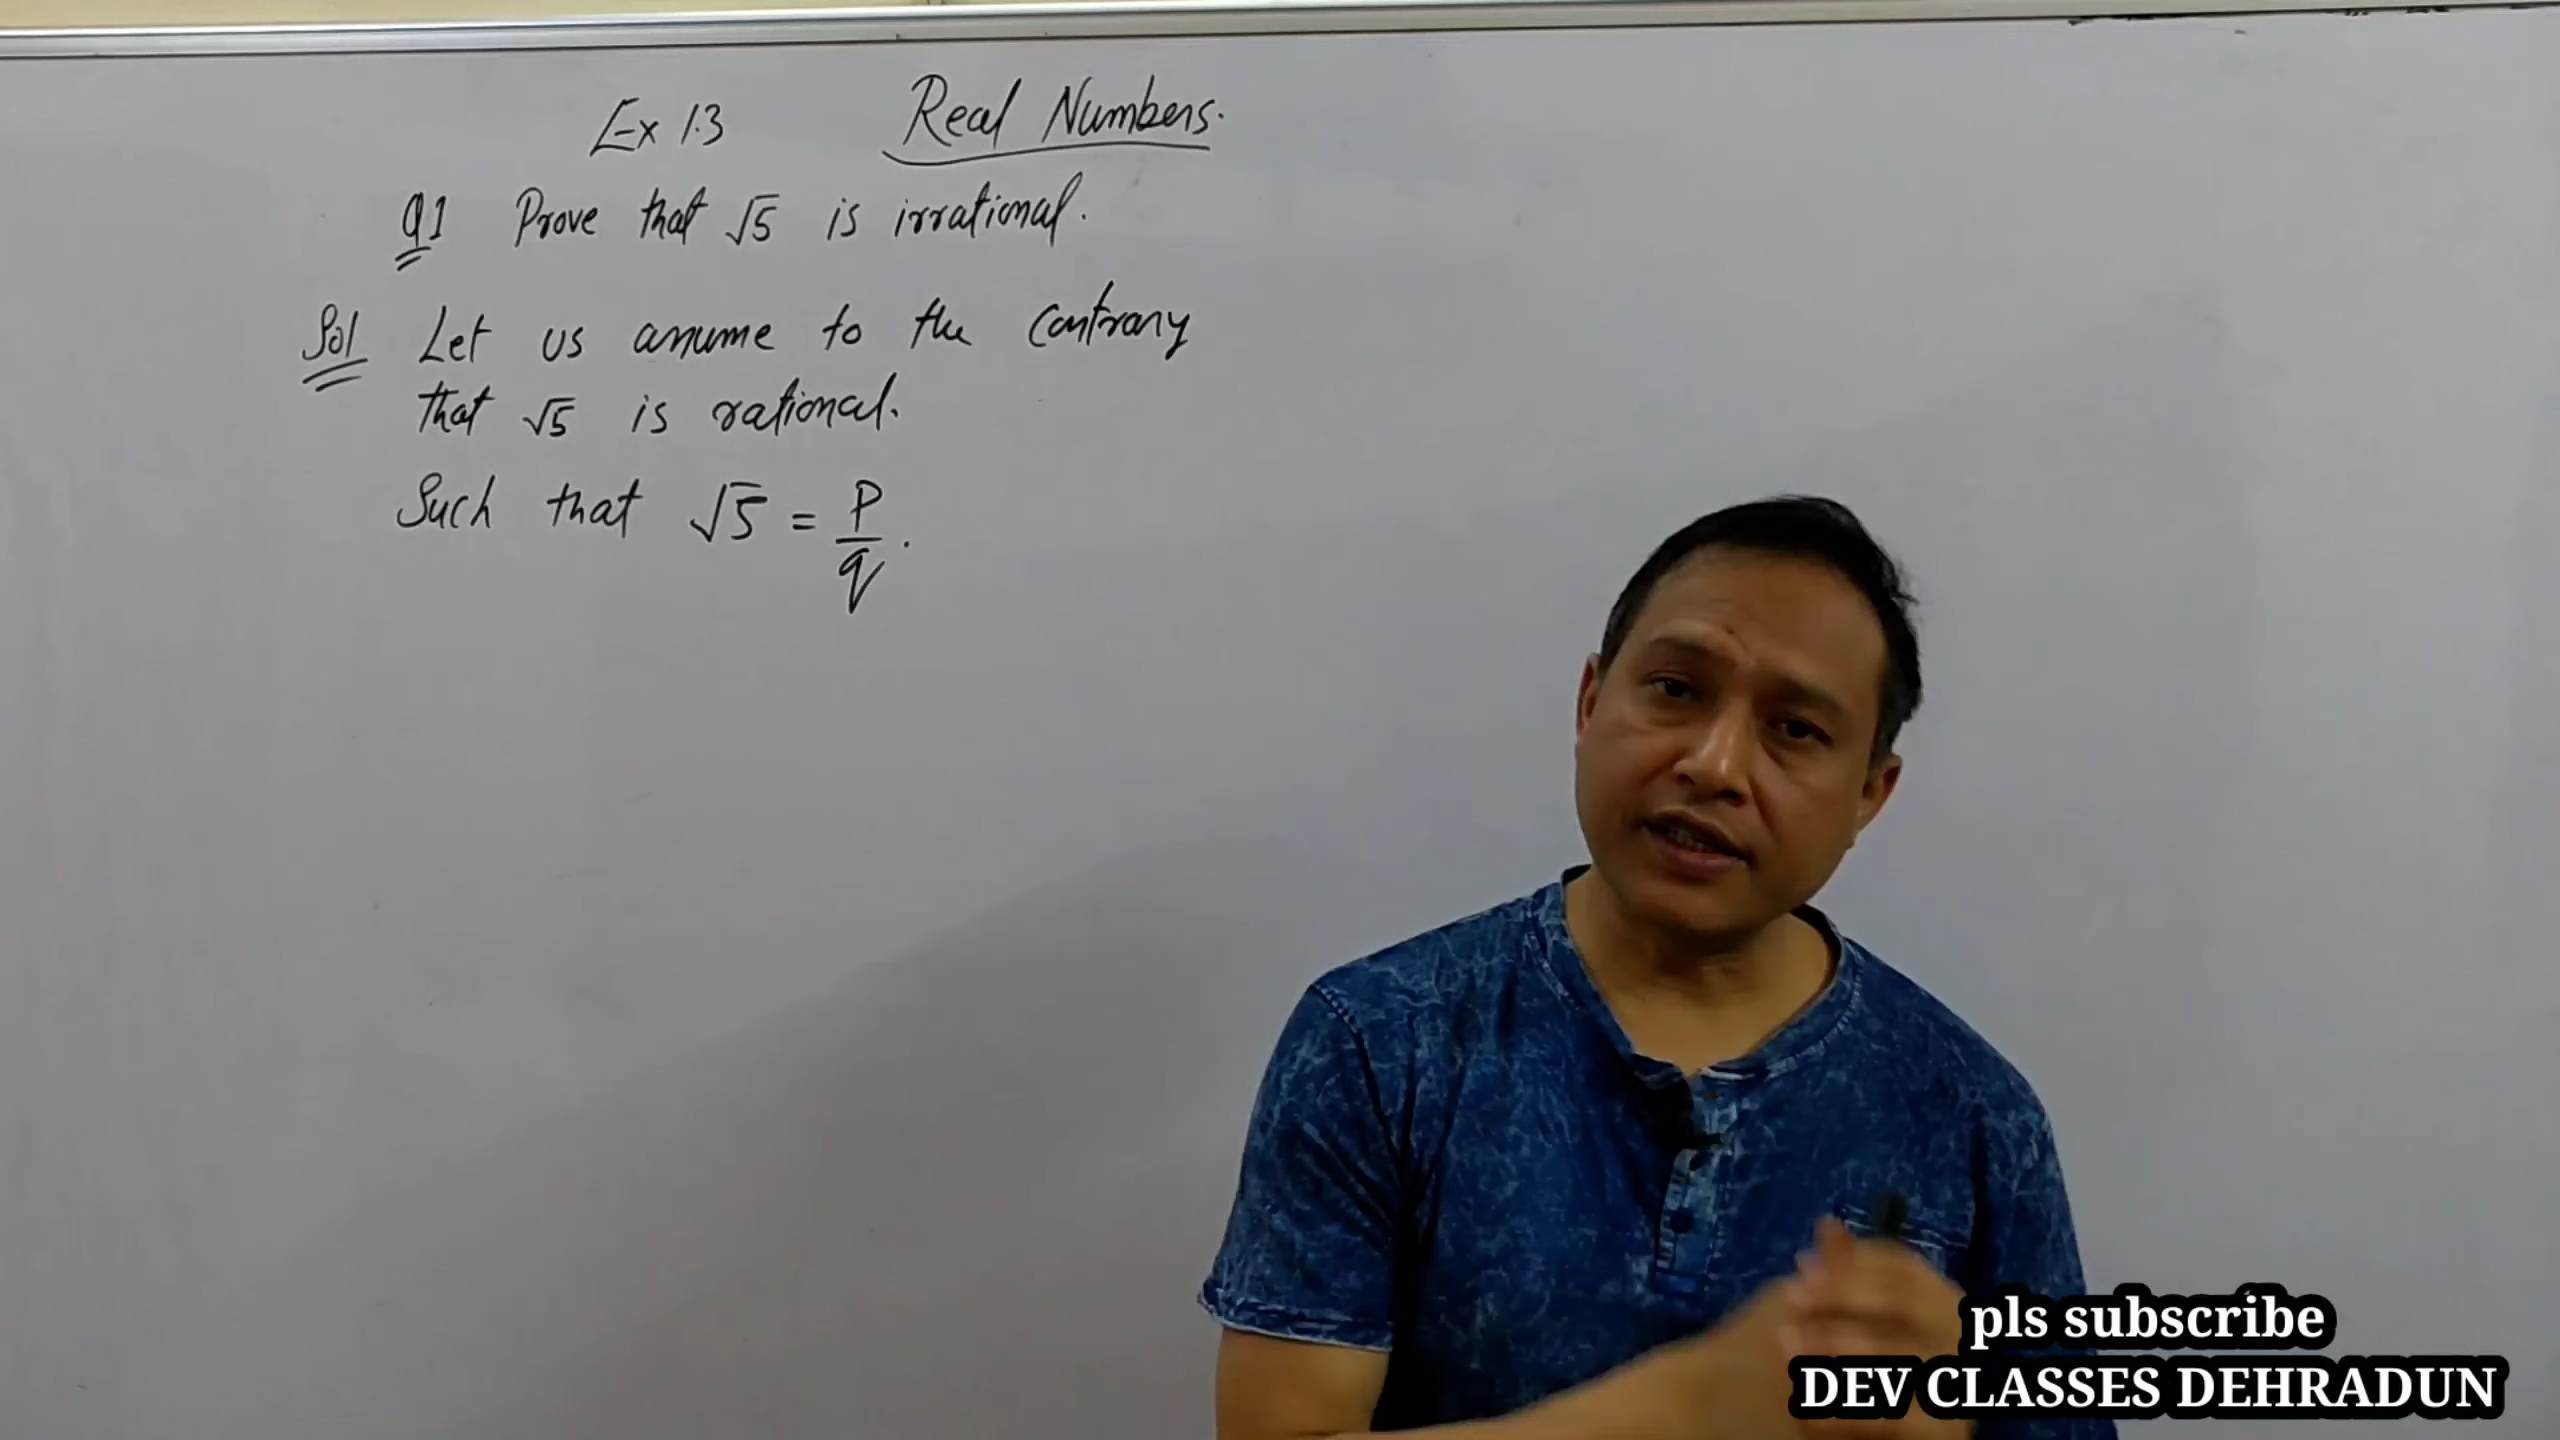 Ex 1.3 Real Numbers.
Q1 Prove that √5 is irrational.
Sol Let us assume to the contrary
that √5 is rational.
Such that √5 = P/q.
pls subscribe
DEV CLASSES DEHRADUN